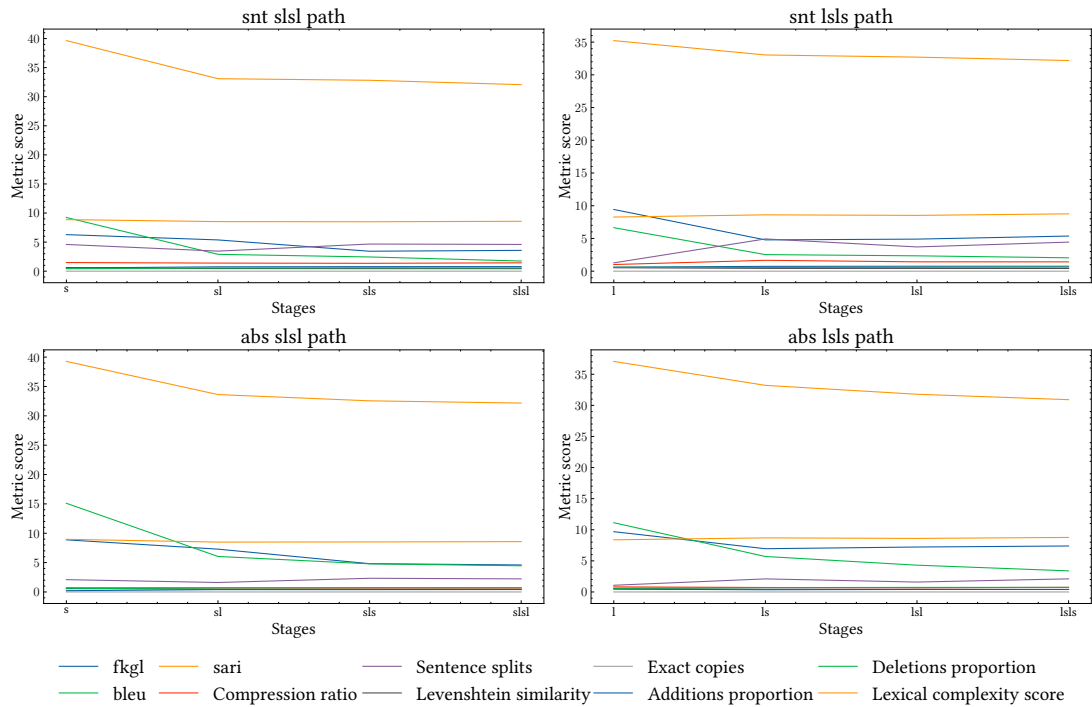 snt slsl path
snt lsls path
40
35
30
25
20
15
10
5
0
Metric score
s
sl
sls
slsl
Stages
35
30
25
20
15
10
5
0
Metric score
l
ls
lsl
lsls
Stages
abs slsl path
abs lsls path
40
35
30
25
20
15
10
5
0
Metric score
s
sl
sls
slsl
Stages
35
30
25
20
15
10
5
0
Metric score
l
ls
lsl
lsls
Stages
fkgl sari Sentence splits Exact copies Deletions proportion
bleu Compression ratio Levenshtein similarity Additions proportion Lexical complexity score